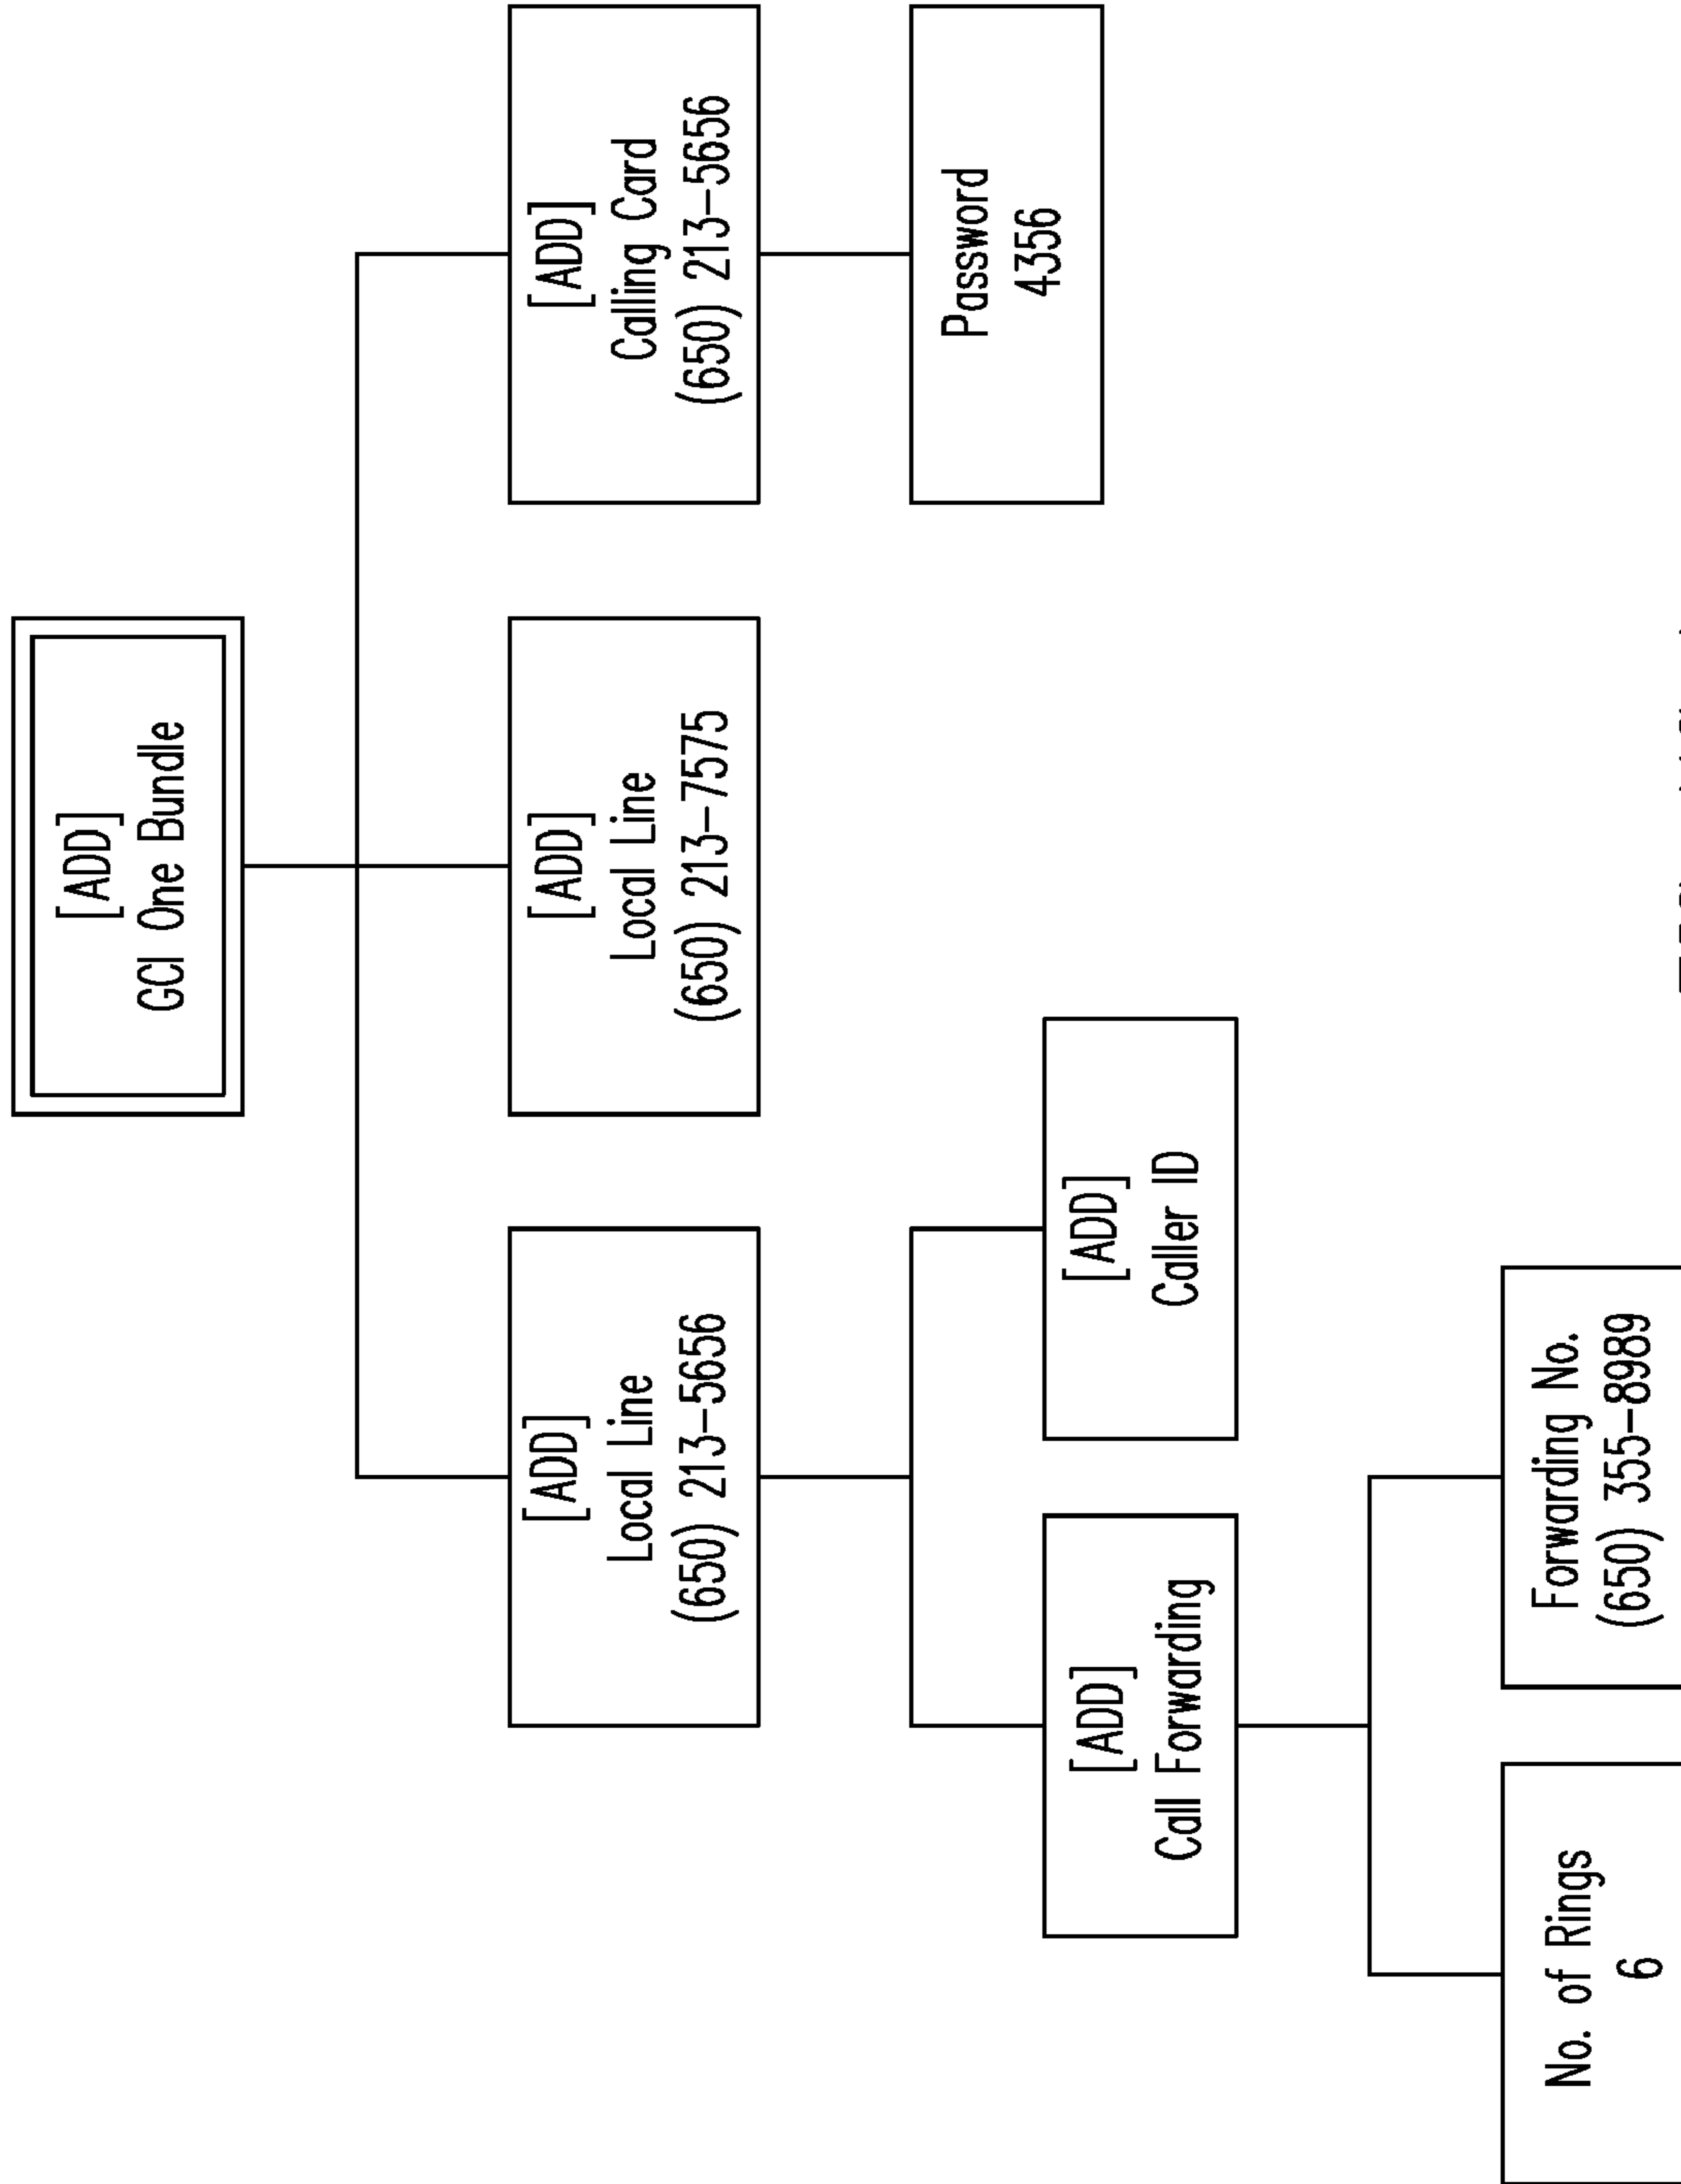 [ADD]
GCI One Bundle
[ADD]
Local Line
(650) 213-5656
[ADD]
Local Line
(650) 213-7575
[ADD]
Calling Card
(650) 213-5656
[ADD]
Call Forwarding
[ADD]
Caller ID
Password
4356
No. of Rings
6
Forwarding No.
(650) 355-8989